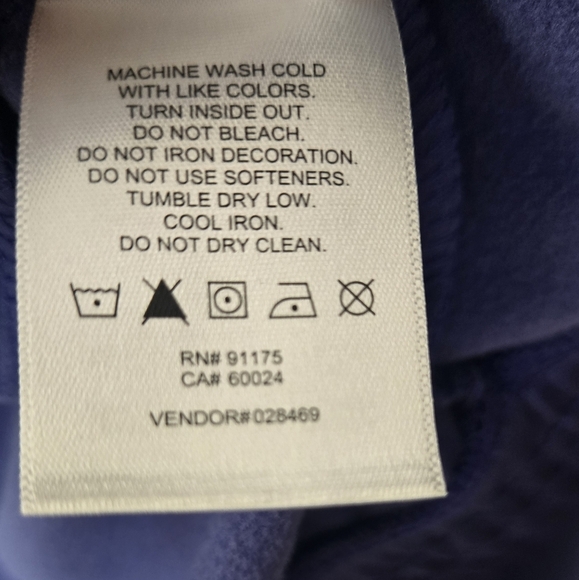 MACHINE WASH COLD
WITH LIKE COLORS.
TURN INSIDE OUT.
DO NOT BLEACH.
DO NOT IRON DECORATION.
DO NOT USE SOFTENERS.
TUMBLE DRY LOW.
COOL IRON.
DO NOT DRY CLEAN.
RN# 91175
CA# 60024
VENDOR#028469